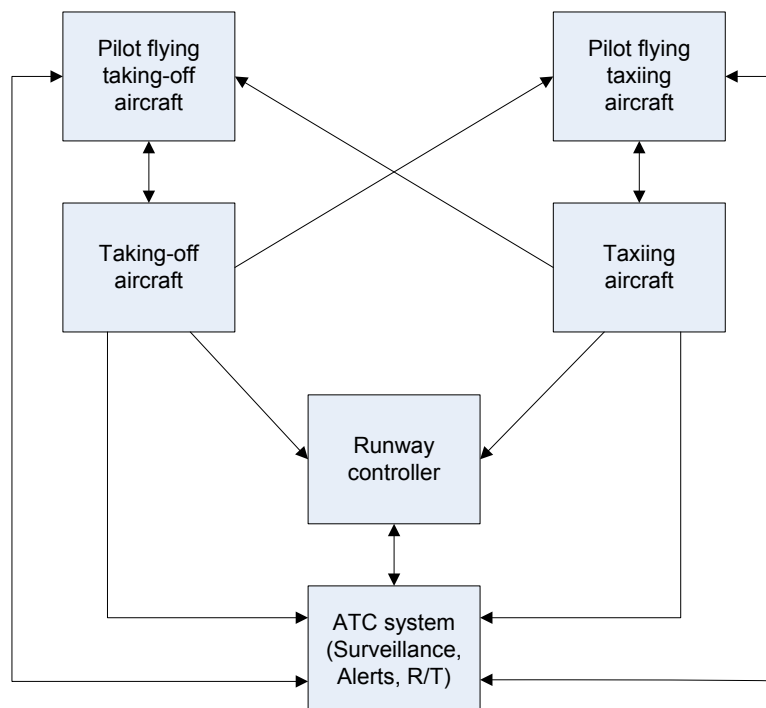 Pilot flying
taking-off
aircraft
Pilot flying
taxiing
aircraft
Taking-off
aircraft
Taxiing
aircraft
Runway
controller
ATC system
(Surveillance,
Alerts, R/T)